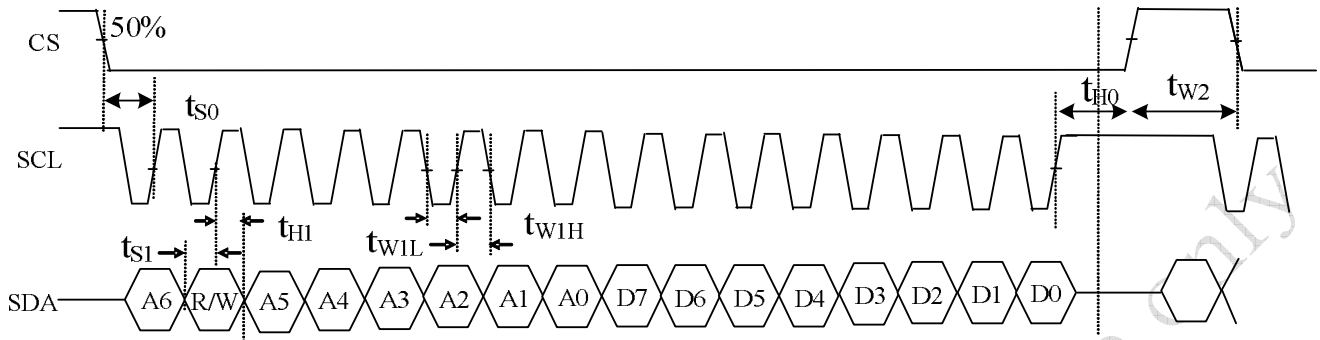 50%
CS
tS0
tH0
tW2
SCL
tS1
tH1
tW1L
tW1H
SDA
A6 R/W A5 A4 A3 A2 A1 A0 D7 D6 D5 D4 D3 D2 D1 D0
only